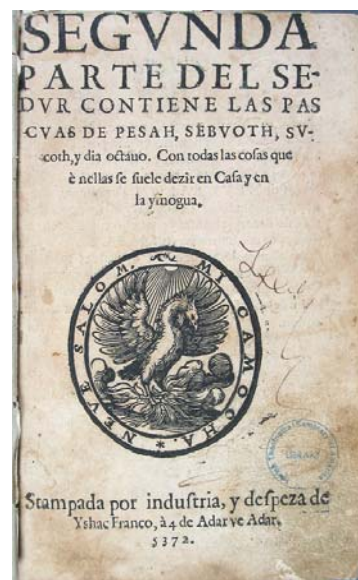 SEGVNDA
PARTE DEL SE-
DVR CONTIENE LAS PAS
CVAS DE PESAH, SEBVOTH, SV-
coth, y dia octauo. Con todas las cosas que
è nellas se suele dezir en Casa y en
la ysnogua.
NEVE SALOM. MI CAMOCHA.
Stampada por industria, y despeza de
Yshac Franco, à 4 de Adar ve Adar.
5372.
LIBRARY